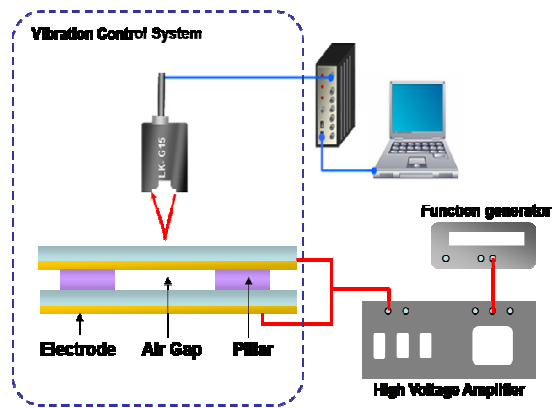 Vibration Control System
LK- G15
Function generator
Electrode
Air Gap
Pillar
High Voltage Amplifier